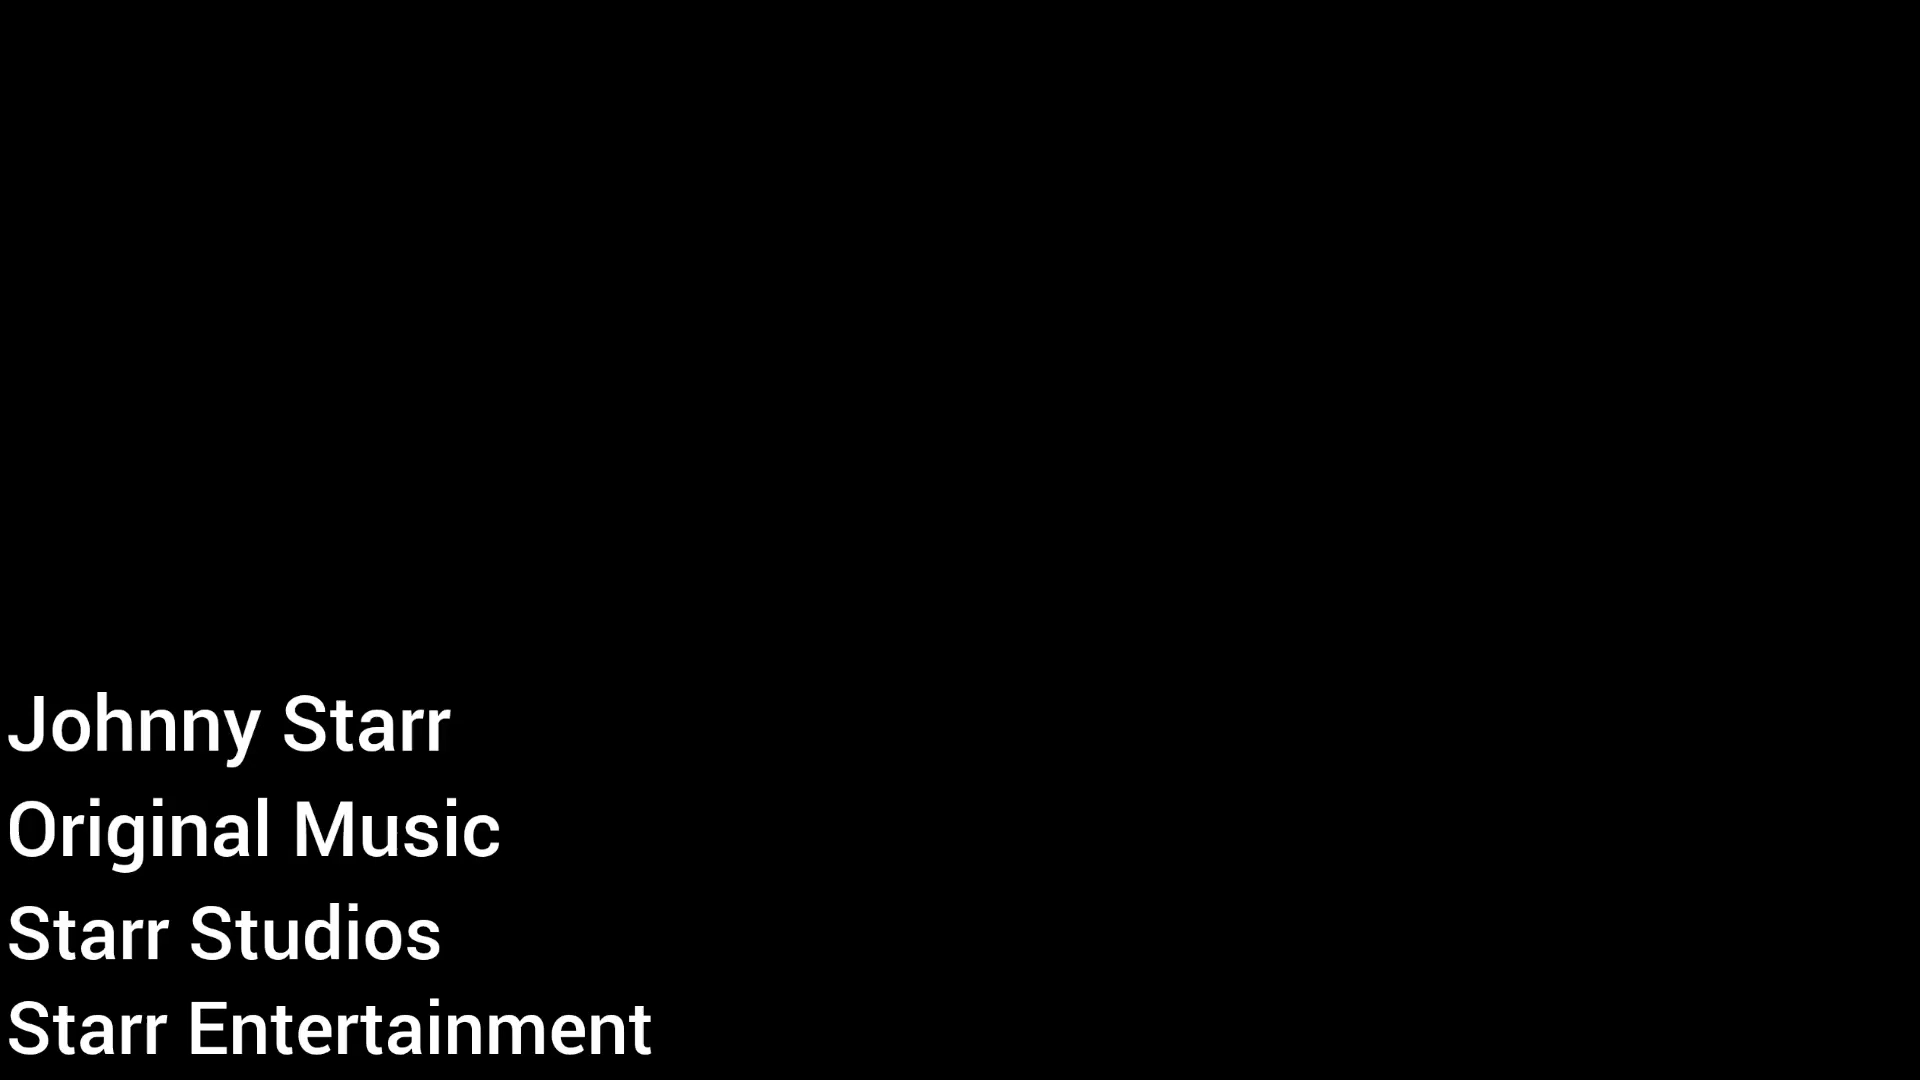 Johnny Starr
Original Music
Starr Studios
Starr Entertainment